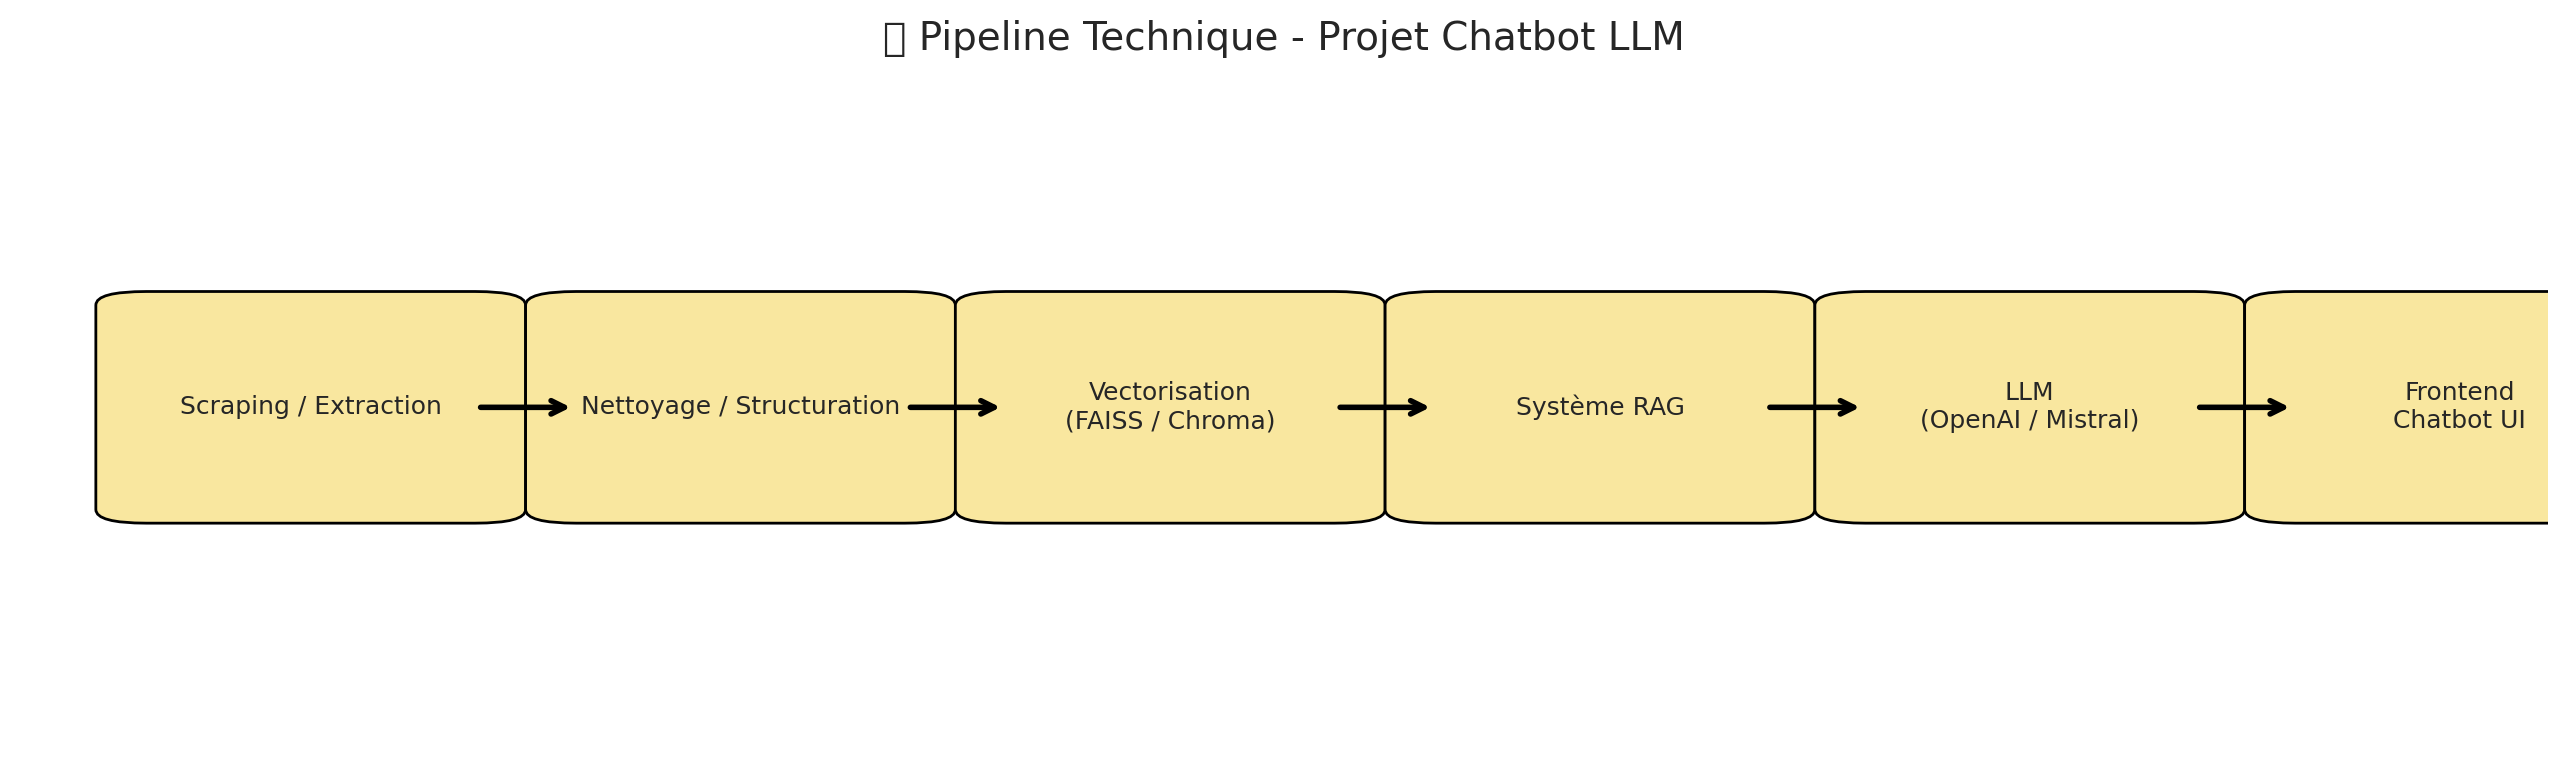 Pipeline Technique - Projet Chatbot LLM
Scraping / Extraction
Nettoyage / Structuration
Vectorisation
(FAISS / Chroma)
Système RAG
LLM
(OpenAI / Mistral)
Frontend
Chatbot UI